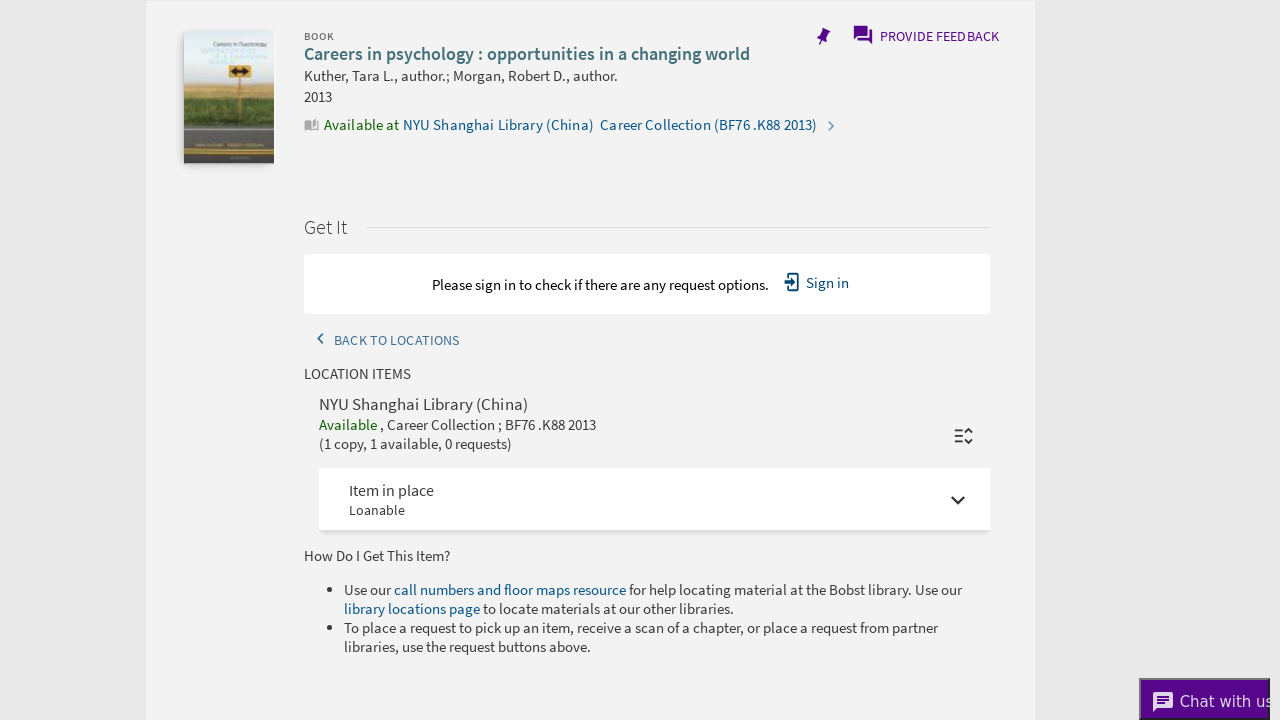 BOOK
Careers in psychology : opportunities in a changing world
Kuther, Tara L., author.; Morgan, Robert D., author.
2013
Available at NYU Shanghai Library (China) Career Collection (BF76 .K88 2013)
PROVIDE FEEDBACK
Careers in Psychology
Get It
Please sign in to check if there are any request options. Sign in
BACK TO LOCATIONS
LOCATION ITEMS
NYU Shanghai Library (China)
Available , Career Collection ; BF76 .K88 2013
(1 copy, 1 available, 0 requests)
Item in place
Loanable
How Do I Get This Item?
Use our call numbers and floor maps resource for help locating material at the Bobst library. Use our
library locations page to locate materials at our other libraries.
To place a request to pick up an item, receive a scan of a chapter, or place a request from partner
libraries, use the request buttons above.
Chat with us